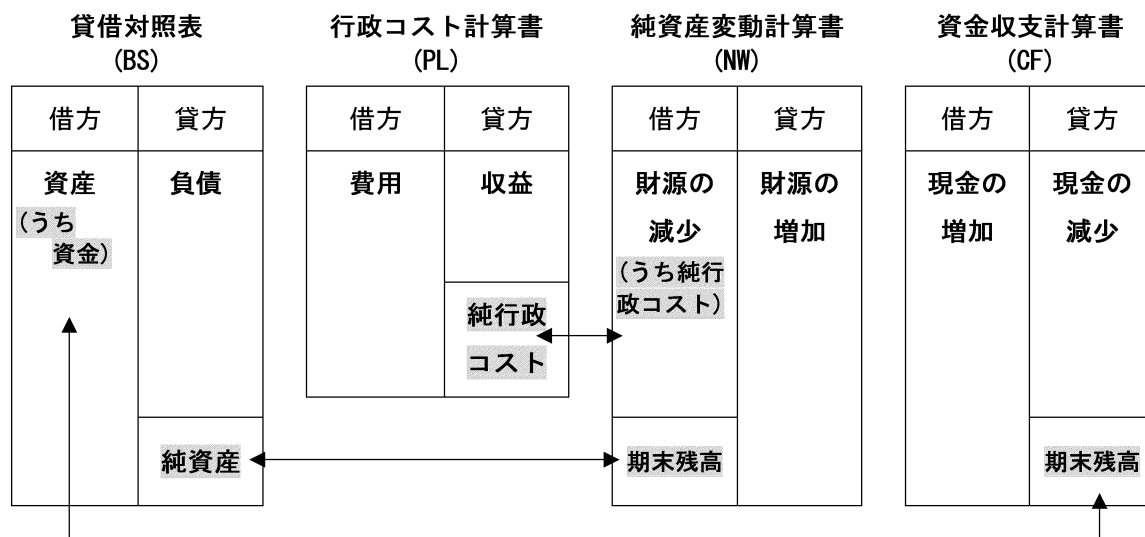 貸借対照表
(BS)
借方
貸方
資産
(うち
資金)
負債
純資産
行政コスト計算書
(PL)
借方
貸方
費用
収益
純行政
コスト
純資産変動計算書
(NW)
借方
貸方
財源の
減少
(うち純行
政コスト)
期末残高
財源の
増加
資金収支計算書
(CF)
借方
貸方
現金の
増加
現金の
減少
期末残高